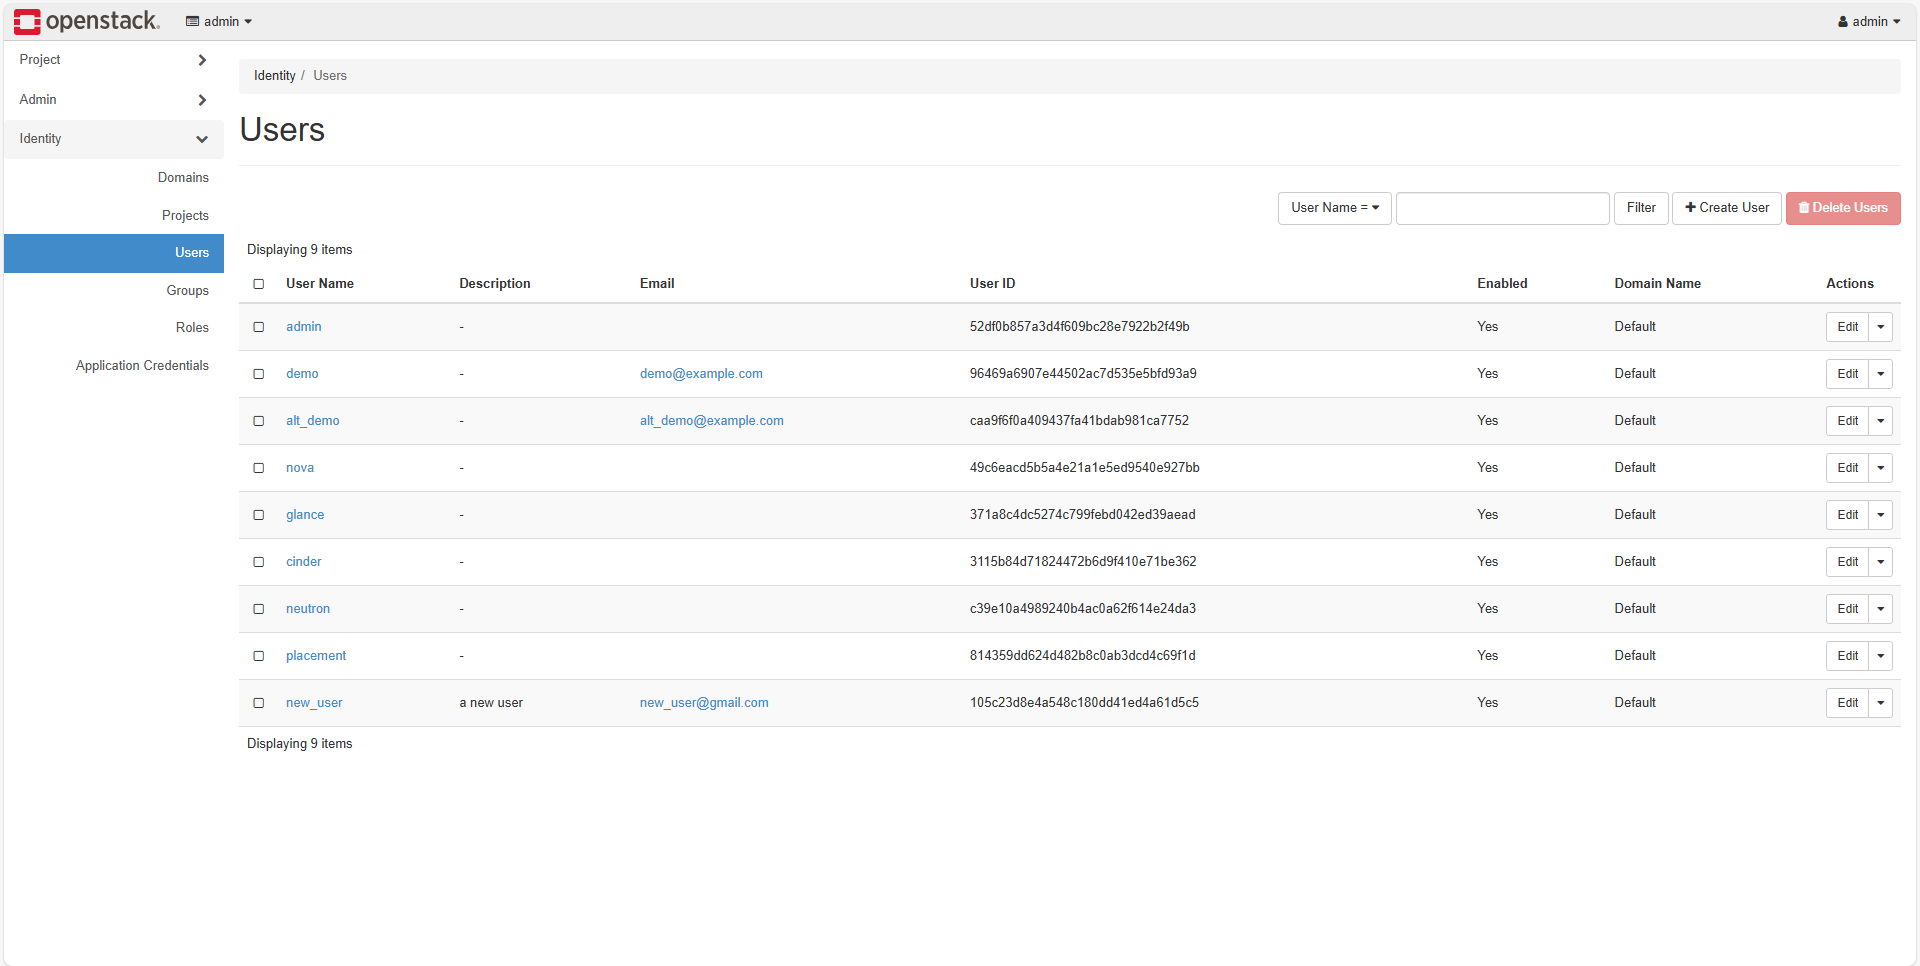 openstack. admin admin
Project
Admin
Identity
Domains
Projects
Users
Groups
Roles
Application Credentials
Identity / Users
Users
User Name = Filter Create User Delete Users
Displaying 9 items
User Name Description Email User ID Enabled Domain Name Actions
admin - 52df0b857a3d4f609bc28e7922b2f49b Yes Default Edit
demo - demo@example.com 96469a6907e44502ac7d535e5bfd93a9 Yes Default Edit
alt_demo - alt_demo@example.com caa9f6f0a409437fa41bdab981ca7752 Yes Default Edit
nova - 49c6eacd5b5a4e21a1e5ed9540e927bb Yes Default Edit
glance - 371a8c4dc5274c799febd042ed39aead Yes Default Edit
cinder - 3115b84d71824472b6d9f410e71be362 Yes Default Edit
neutron - c39e10a4989240b4ac0a62f614e24da3 Yes Default Edit
placement - 814359dd624d482b8c0ab3dcd4c69f1d Yes Default Edit
new_user a new user new_user@gmail.com 105c23d8e4a548c180dd41ed4a61d5c5 Yes Default Edit
Displaying 9 items